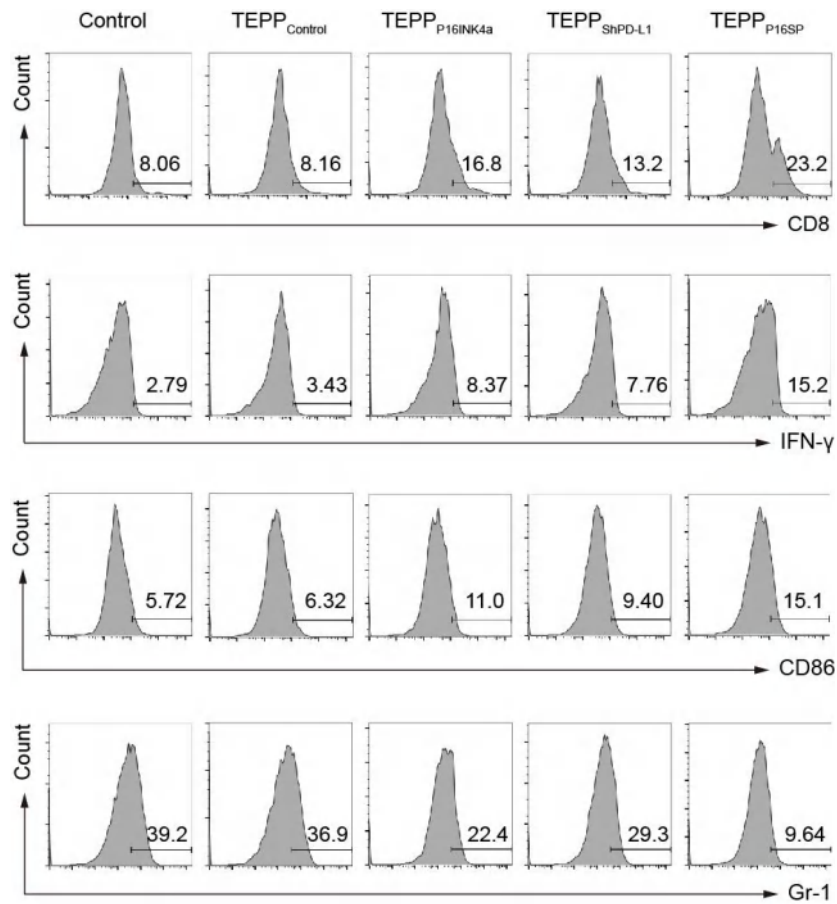 Control TEPPControl TEPPP16INK4a TEPPShPD-L1 TEPPP16SP
Count
8.06 8.16 16.8 13.2 23.2
CD8
Count
2.79 3.43 8.37 7.76 15.2
IFN-γ
Count
5.72 6.32 11.0 9.40 15.1
CD86
Count
39.2 36.9 22.4 29.3 9.64
Gr-1